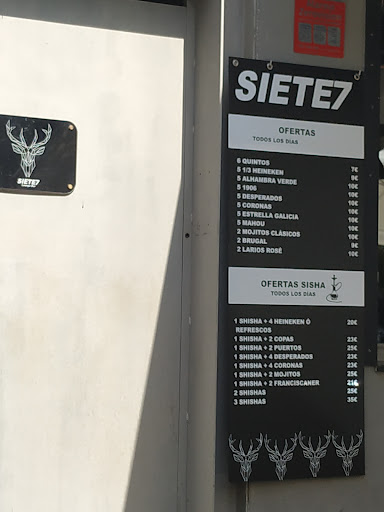 SIETE7
OFERTAS
TODOS LOS DÍAS
5 QUINTOS 7€
5 1/3 HEINEKEN 9€
5 ALHAMBRA VERDE 10€
5 1906 10€
5 DESPERADOS 10€
5 CORONAS 10€
5 ESTRELLA GALICIA 10€
5 MAHOU 9€
2 MOJITOS CLÁSICOS 10€
2 BRUGAL 10€
2 LARIOS ROSÉ 10€
OFERTAS SISHA
TODOS LOS DÍAS
1 SHISHA + 4 HEINEKEN Ó 20€
REFRESCOS
1 SHISHA + 2 COPAS 23€
1 SHISHA + 2 PUERTOS 25€
1 SHISHA + 4 DESPERADOS 23€
1 SHISHA + 4 CORONAS 23€
1 SHISHA + 2 MOJITOS 25€
1 SHISHA + 2 FRANCISCANER
2 SHISHAS 25€
3 SHISHAS 35€
SIETE7